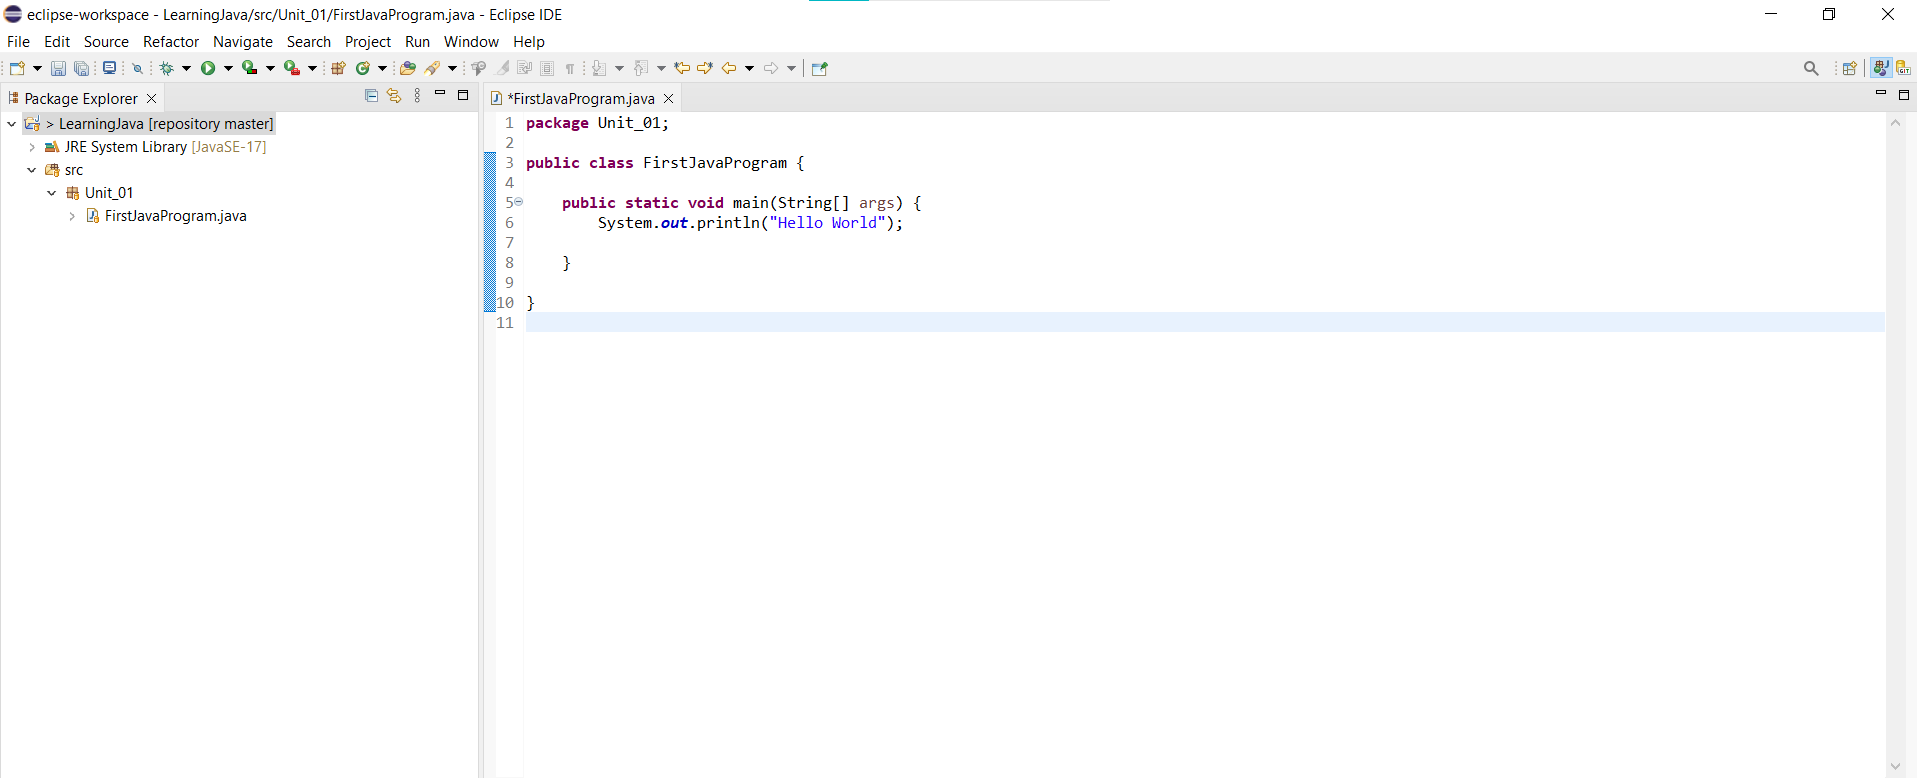 eclipse-workspace - LearningJava/src/Unit_01/FirstJavaProgram.java - Eclipse IDE
File Edit Source Refactor Navigate Search Project Run Window Help
Package Explorer
> LearningJava [repository master]
JRE System Library [JavaSE-17]
src
Unit_01
FirstJavaProgram.java
*FirstJavaProgram.java
1 package Unit_01;
2
3 public class FirstJavaProgram {
4
5     public static void main(String[] args) {
6         System.out.println("Hello World");
7
8     }
9
10 }
11
GIT